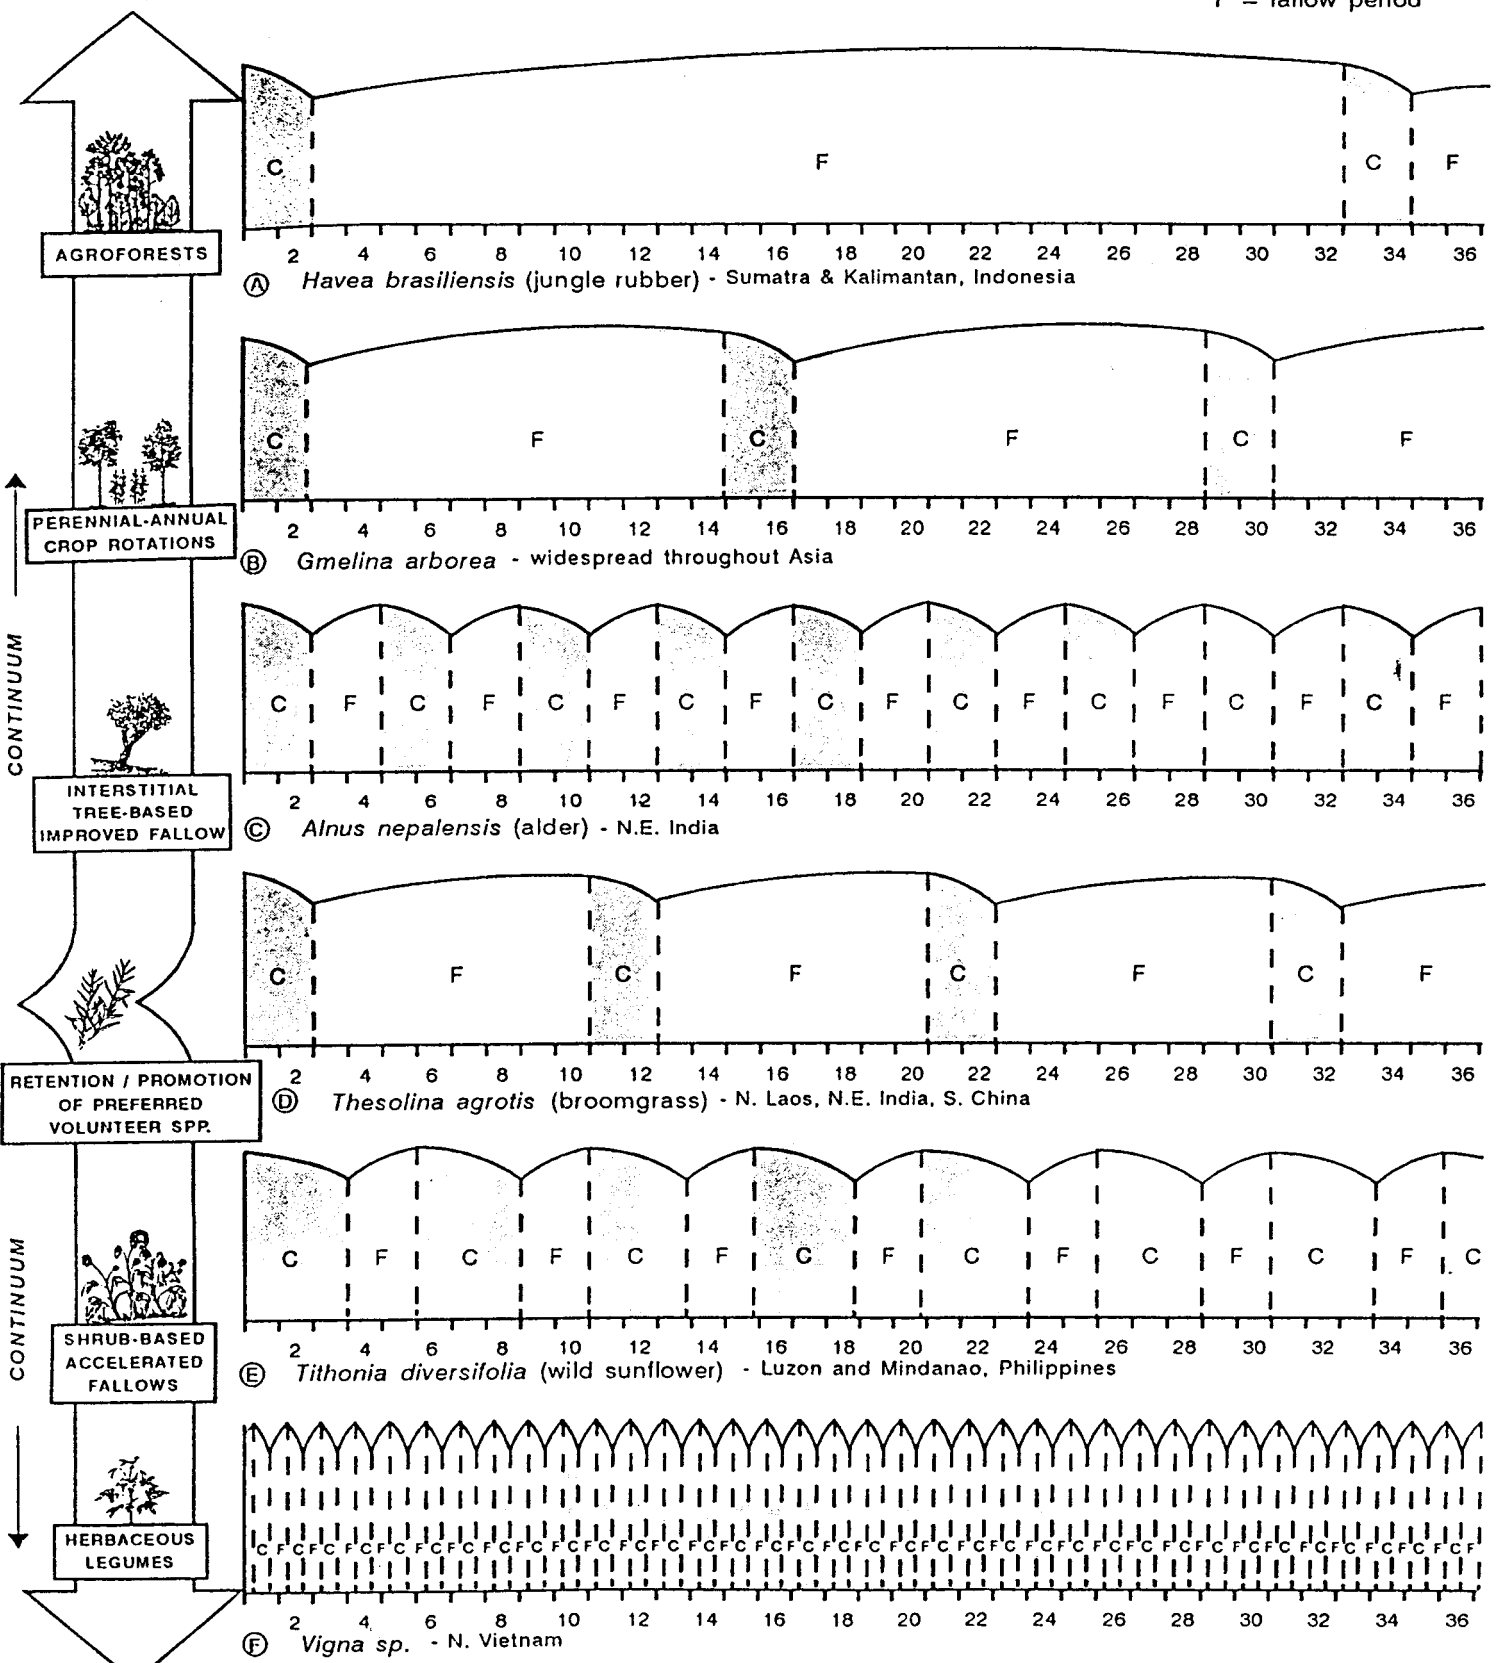 F = fallow period
C
F
C
F
AGROFORESTS
2 4 6 8 10 12 14 16 18 20 22 24 26 28 30 32 34 36
Ⓐ Havea brasiliensis (jungle rubber) - Sumatra & Kalimantan, Indonesia
C F C F C F
PERENNIAL-ANNUAL
CROP ROTATIONS
2 4 6 8 10 12 14 16 18 20 22 24 26 28 30 32 34 36
Ⓑ Gmelina arborea - widespread throughout Asia
CONTINUUM
C F C F C F C F C F C F C F C F C F
INTERSTITIAL
TREE-BASED
IMPROVED FALLOW
2 4 6 8 10 12 14 16 18 20 22 24 26 28 30 32 34 36
Ⓒ Alnus nepalensis (alder) - N.E. India
C F C F C F C F
RETENTION / PROMOTION
OF PREFERRED
VOLUNTEER SPP.
2 4 6 8 10 12 14 16 18 20 22 24 26 28 30 32 34 36
Ⓓ Thesolina agrotis (broomgrass) - N. Laos, N.E. India, S. China
CONTINUUM
C F C F C F C F C F C F C F C
SHRUB-BASED
ACCELERATED
FALLOWS
2 4 6 8 10 12 14 16 18 20 22 24 26 28 30 32 34 36
Ⓔ Tithonia diversifolia (wild sunflower) - Luzon and Mindanao, Philippines
C F C F C F C F C F C F C F C F C F C F C F C F C F C F C F C F C F C F C F C F C F C F C F C F C F C F C F C F C F C F C F C F C F C F C F C F
HERBACEOUS
LEGUMES
2 4 6 8 10 12 14 16 18 20 22 24 26 28 30 32 34 36
Ⓕ Vigna sp. - N. Vietnam